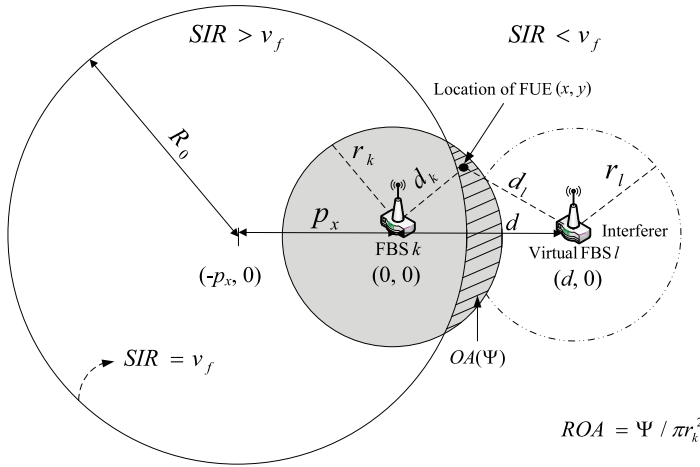 SIR > v_f
SIR < v_f
Location of FUE (x, y)
R_0
r_k
d_k
d_l
r_l
p_x
d
FBS k
Virtual FBS l
Interferer
(-p_x, 0)
(0, 0)
(d, 0)
OA(Ψ)
SIR = v_f
ROA = Ψ / πr_k^2